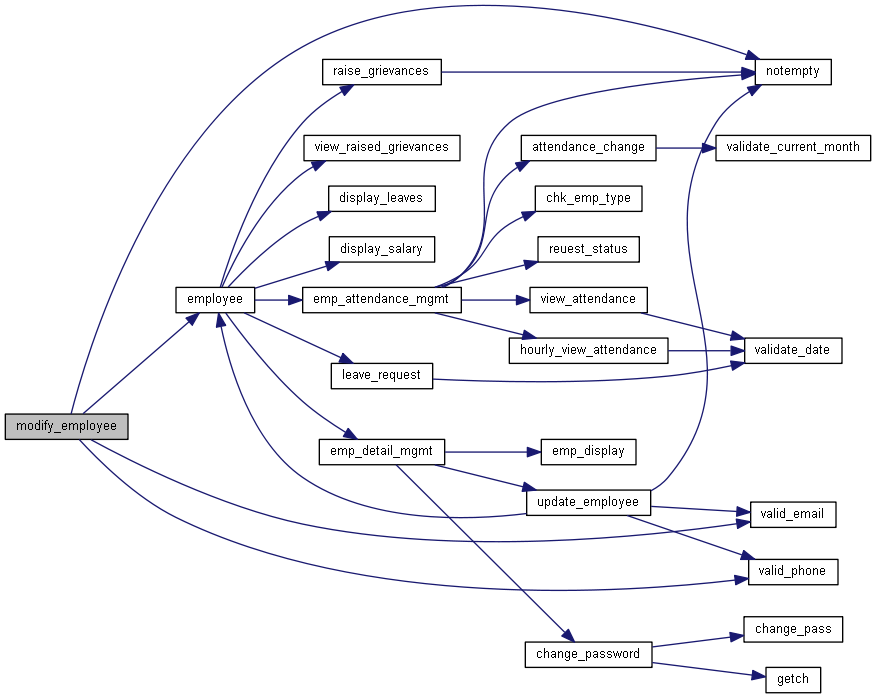 modify_employee
employee
raise_grievances
view_raised_grievances
display_leaves
display_salary
emp_attendance_mgmt
leave_request
emp_detail_mgmt
attendance_change
chk_emp_type
reuest_status
view_attendance
hourly_view_attendance
emp_display
update_employee
change_password
notempty
validate_current_month
validate_date
valid_email
valid_phone
change_pass
getch